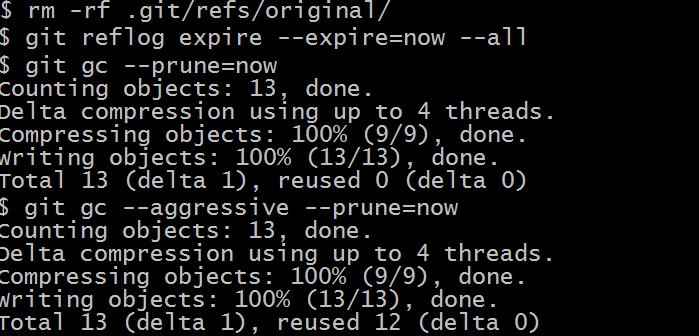 $ rm -rf .git/refs/original/
$ git reflog expire --expire=now --all
$ git gc --prune=now
Counting objects: 13, done.
Delta compression using up to 4 threads.
Compressing objects: 100% (9/9), done.
Writing objects: 100% (13/13), done.
Total 13 (delta 1), reused 0 (delta 0)
$ git gc --aggressive --prune=now
Counting objects: 13, done.
Delta compression using up to 4 threads.
Compressing objects: 100% (9/9), done.
Writing objects: 100% (13/13), done.
Total 13 (delta 1), reused 12 (delta 0)